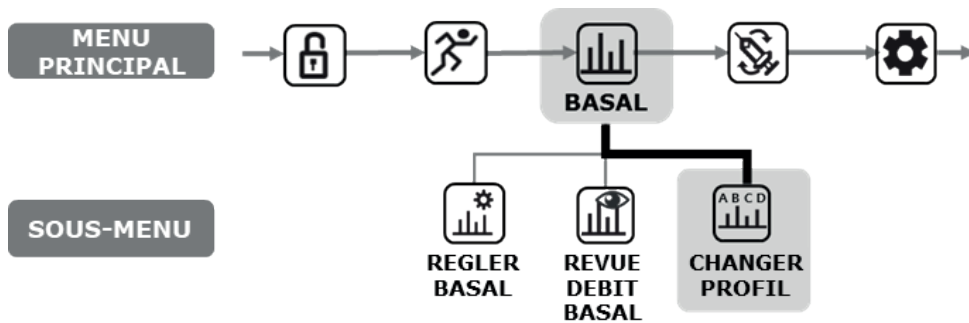 MENU
PRINCIPAL
BASAL
SOUS-MENU
A B C D
REGLER
BASAL
REVUE
DEBIT
BASAL
CHANGER
PROFIL